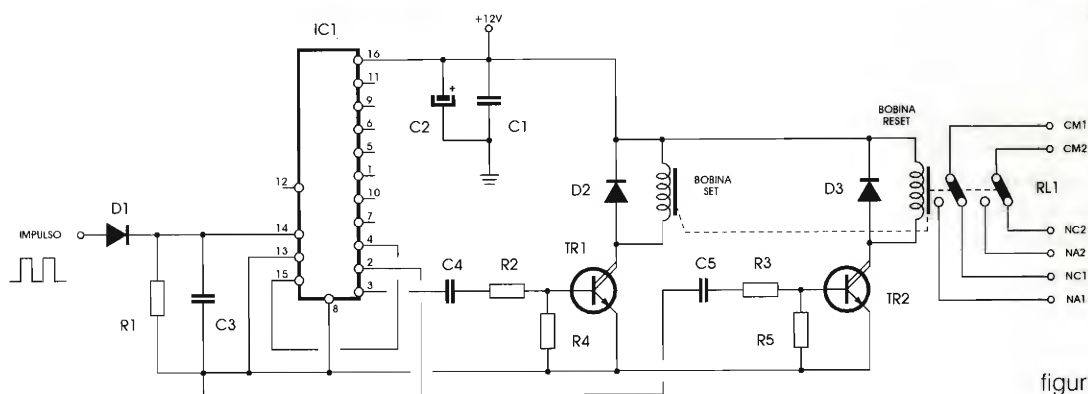 +12V
IC1
16
11
9
6
5
1
10
7
4
2
3
12
14
13
15
8
D1
IMPULSO
R1
C3
C2
+
C1
C4
R2
R4
TR1
D2
BOBINA
SET
C5
R3
R5
TR2
D3
BOBINA
RESET
CM1
CM2
RL1
NC2
NA2
NC1
NA1
figur